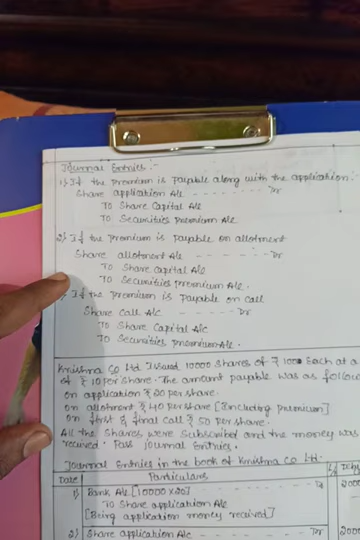 Journal Entries :-
1) If the premium is payable along with the application:-
Share application A/c - - - - - - - Dr
To Share Capital A/c
To Securities premium A/c
2) If the premium is payable on allotment
Share allotment A/c - - - - - - Dr
To Share Capital A/c
To Securities premium A/c.
If the premium is payable on call
Share call A/c - - - - - - Dr
To Share Capital A/c
To Securities premium A/c.
Krishna Co Ltd Issued 10000 shares of ₹ 100 Each at a
of ₹ 10 per share. The amount payable was as follow
on application ₹ 20 per share.
on allotment ₹ 40 per share [Including premium]
on first & final call ₹ 50 per share.
All the shares were subscribed and the money was
received. Pass Journal Entries.
Journal Entries in the book of Krishna Co Ltd:
Date Particulars
1) Bank A/c [10000 x 20]
To Share application A/c
[Being application money received]
2) Share application A/c - - - - - - Dr